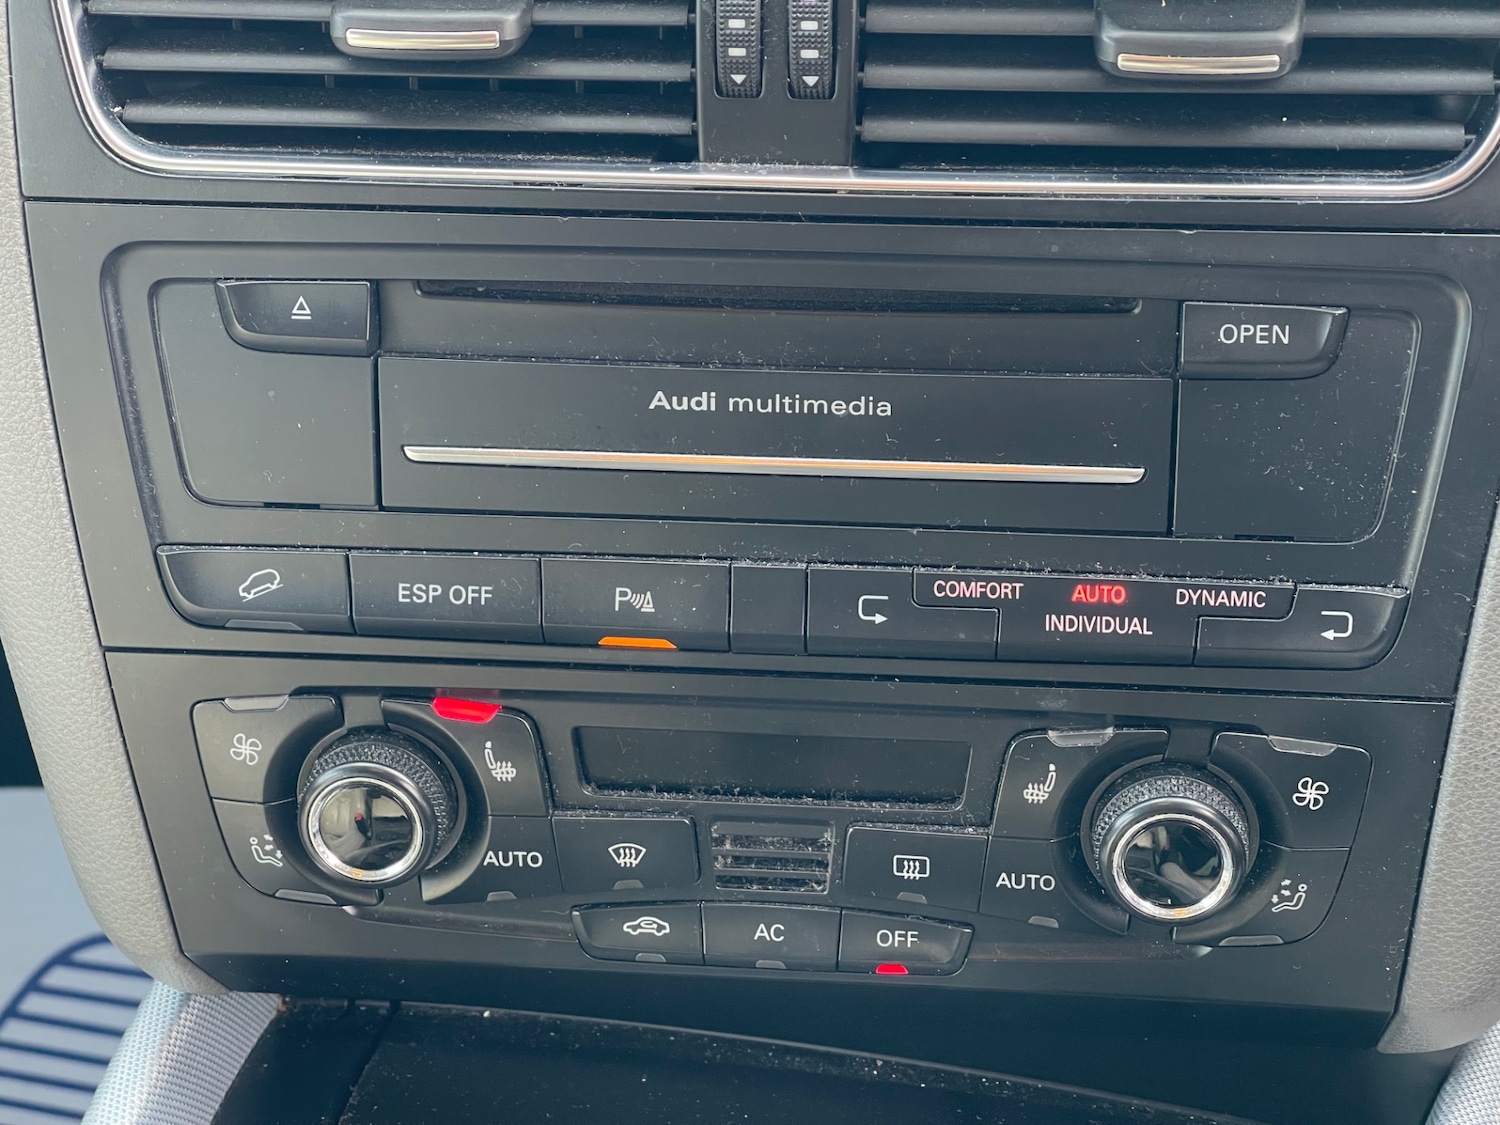 OPEN
Audi multimedia
ESP OFF
P
COMFORT
AUTO
DYNAMIC
INDIVIDUAL
AUTO
AUTO
AC
OFF